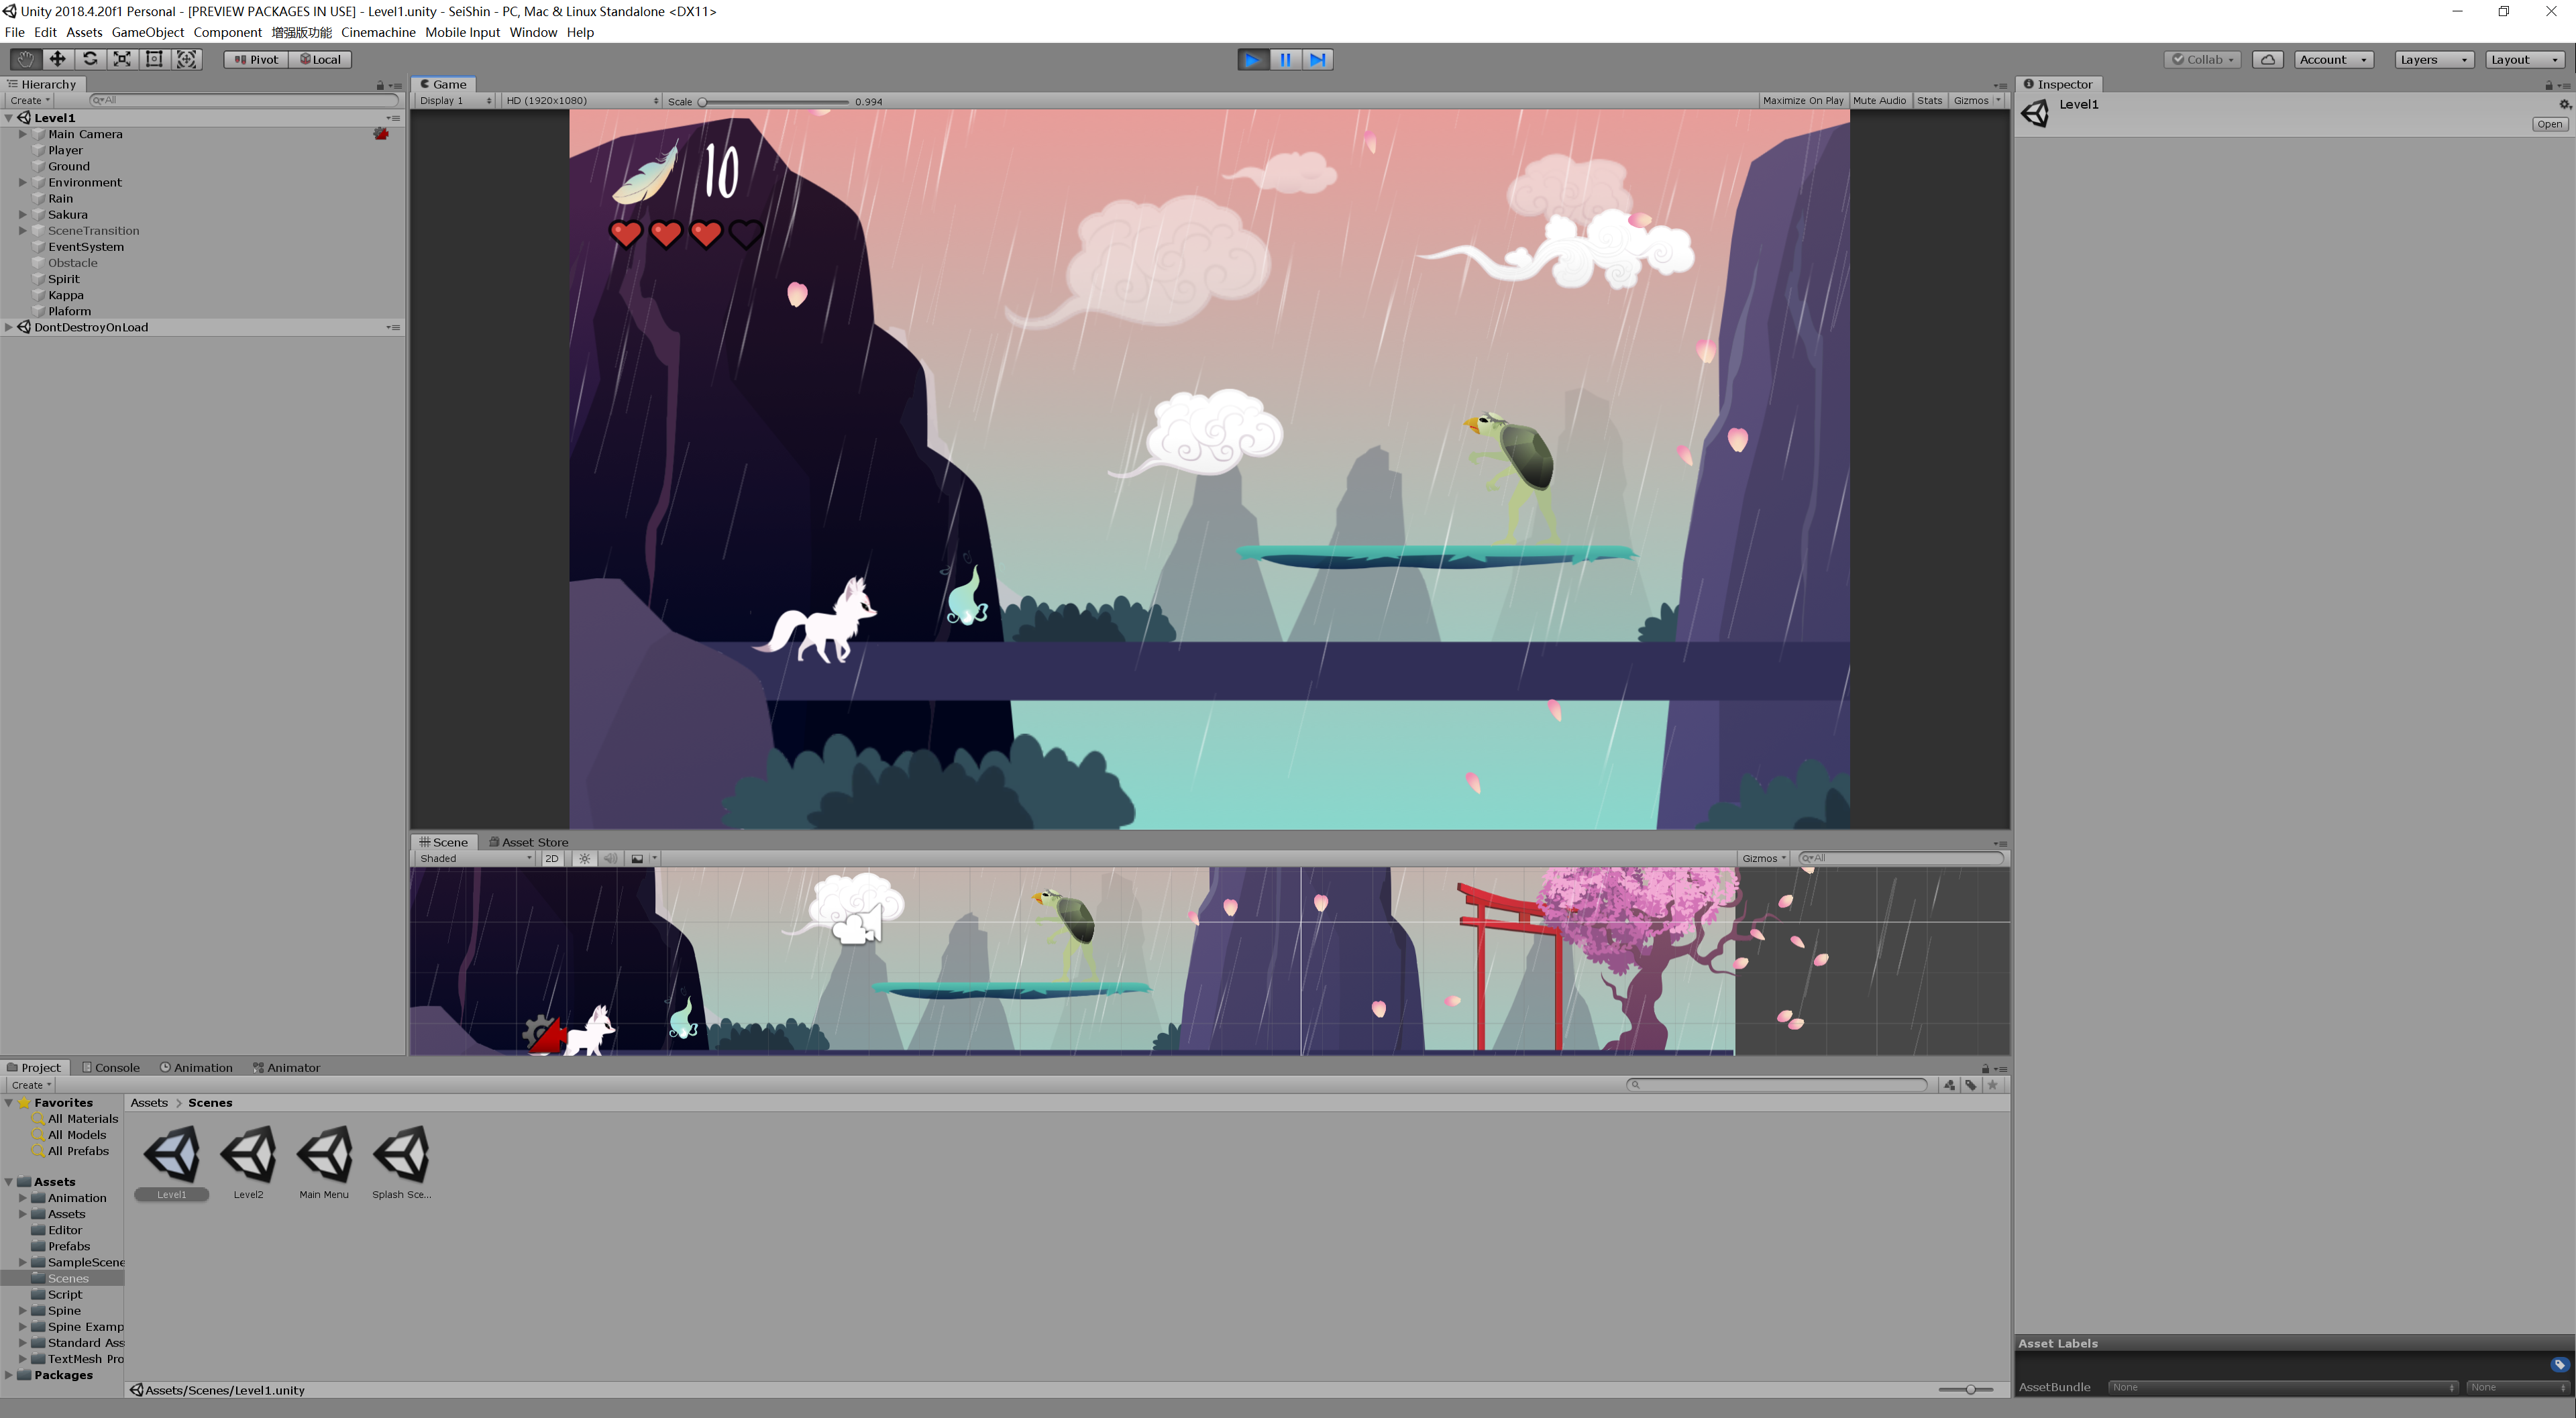 Unity 2018.4.20f1 Personal - [PREVIEW PACKAGES IN USE] - Level1.unity - SeiShin - PC, Mac & Linux Standalone <DX11>
File Edit Assets GameObject Component 增强版功能 Cinemachine Mobile Input Window Help
Pivot Local Collab Account Layers Layout
Hierarchy
Create All
Level1
Main Camera
Player
Ground
Environment
Rain
Sakura
SceneTransition
EventSystem
Obstacle
Spirit
Kappa
Plaform
DontDestroyOnLoad
Game
Display 1 HD (1920x1080) Scale 0.994 Maximize On Play Mute Audio Stats Gizmos
10
Scene Asset Store
Shaded 2D Gizmos All
Inspector
Level1
Open
Project Console Animation Animator
Create
Favorites
All Materials
All Models
All Prefabs
Assets
Animation
Assets
Editor
Prefabs
SampleScene
Scenes
Script
Spine
Spine Examp
Standard Ass
TextMesh Pro
Packages
Assets > Scenes
Level1 Level2 Main Menu Splash Sce...
Assets/Scenes/Level1.unity
Asset Labels
AssetBundle None None